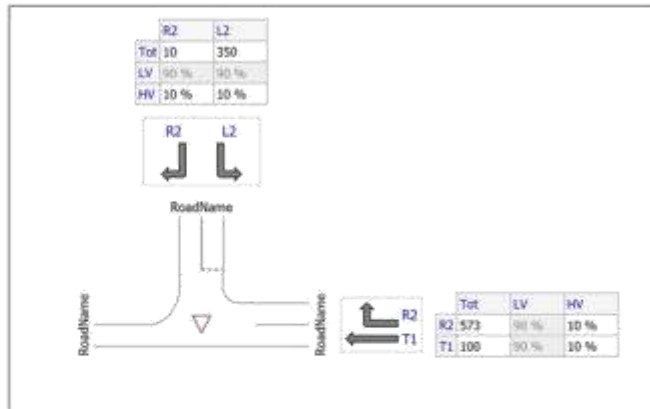 R2 L2
Tot 10 350
LV 90 % 90 %
HV 10 % 10 %
R2 L2
RoadName
RoadName
RoadName
R2
T1
Tot LV HV
R2 573 90 % 10 %
T1 100 90 % 10 %